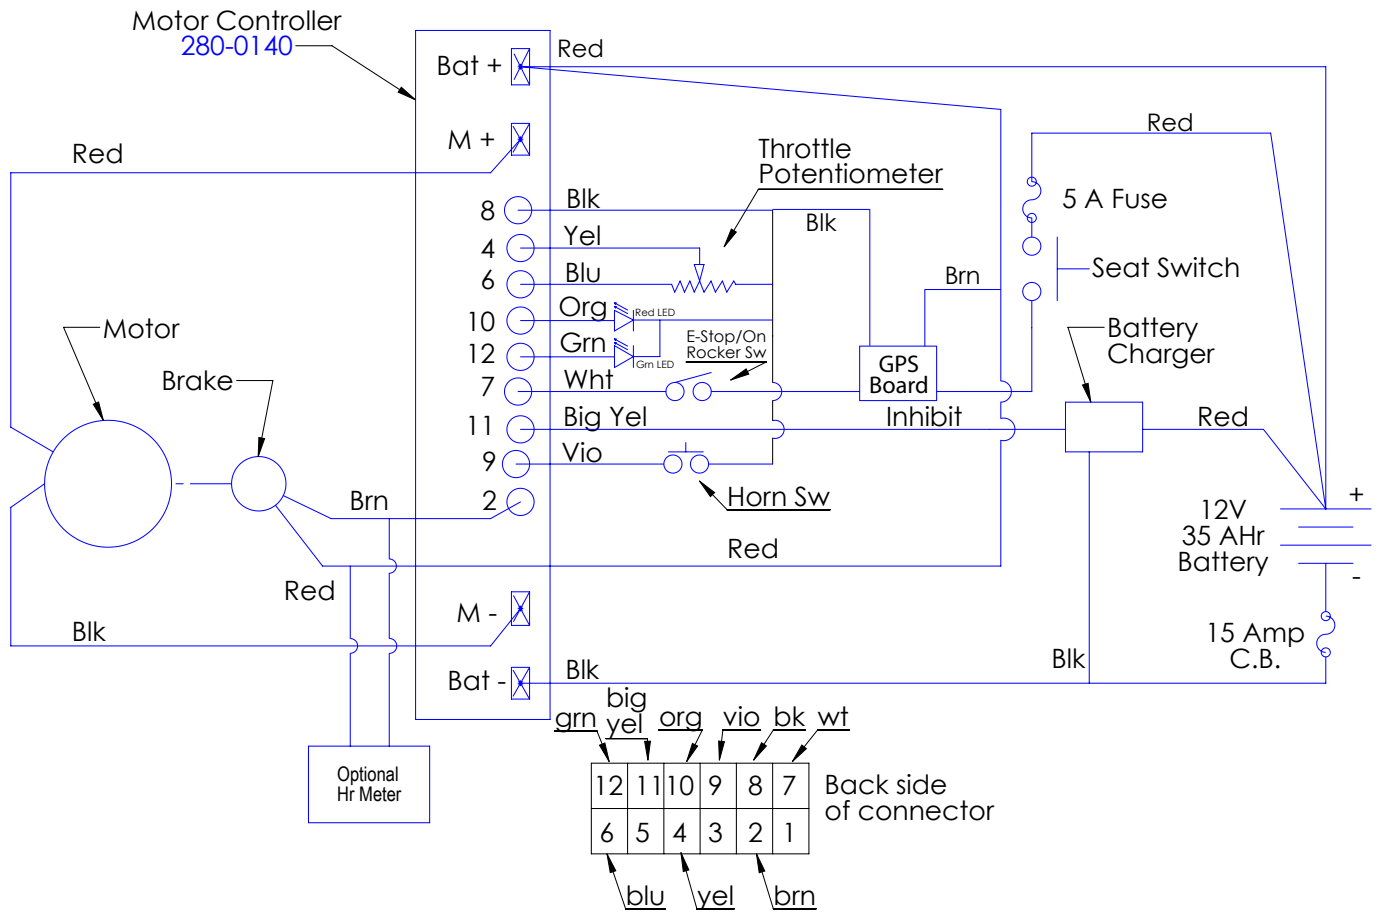 Motor Controller
280-0140
Bat +
Red
M +
Red
Red
Throttle
Potentiometer
8
Blk
Blk
5 A Fuse
4
Yel
6
Blu
Brn
Seat Switch
10
Org
Red LED
12
Grn
Grn LED
E-Stop/On
Rocker Sw
GPS
Board
Battery
Charger
Motor
Brake
7
Wht
11
Big Yel
Inhibit
Red
9
Vio
2
Brn
Horn Sw
+
12V
35 AHr
Battery
-
Red
Red
M -
Blk
15 Amp
C.B.
Bat -
Blk
Blk
Optional
Hr Meter
grn
big
yel
org
vio
bk
wt
12 11 10 9 8 7
6 5 4 3 2 1
Back side
of connector
blu
yel
brn